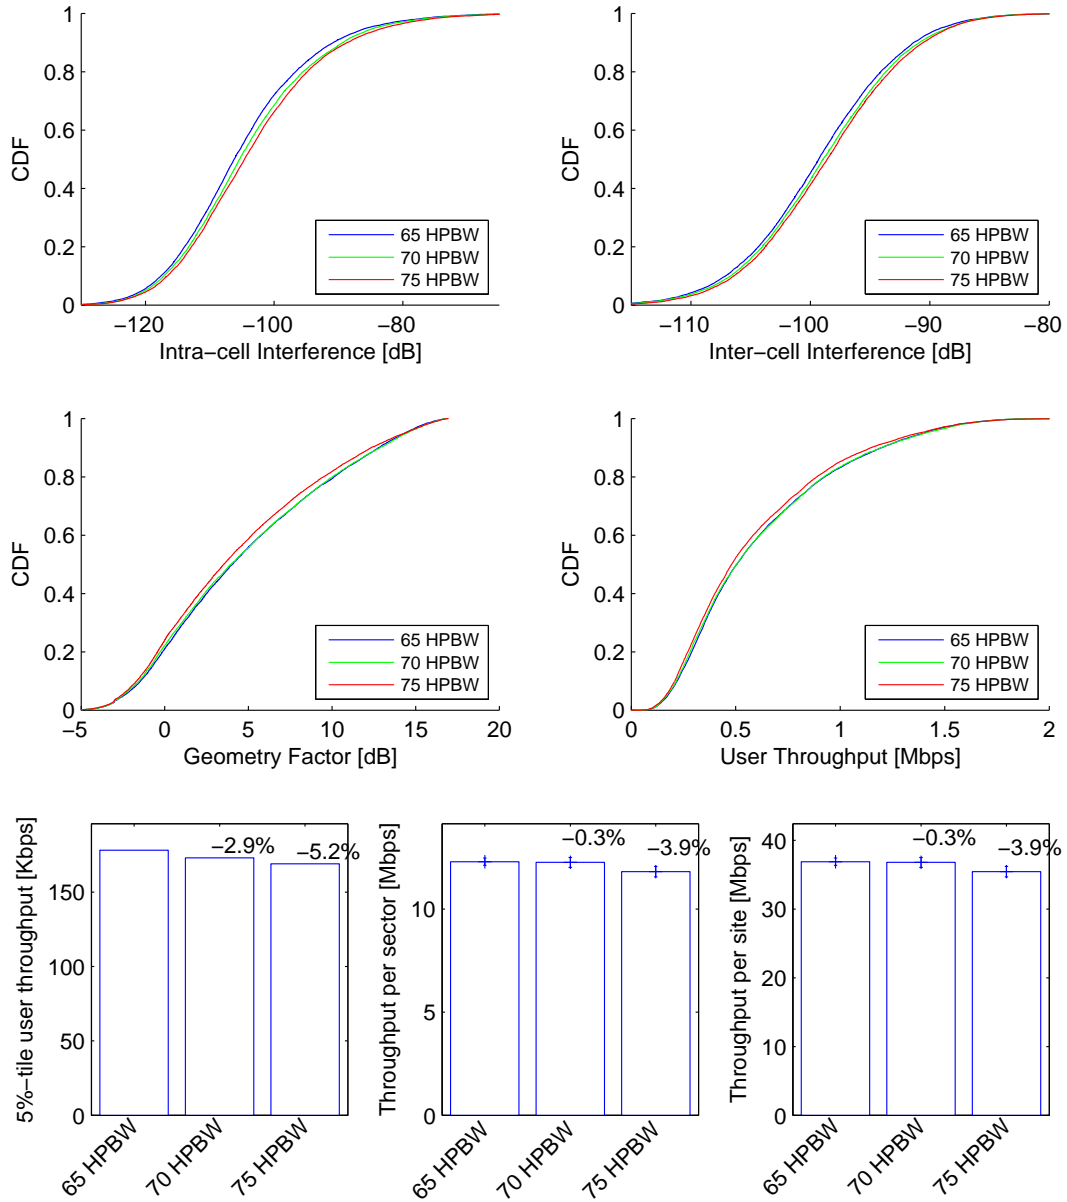 1
0.8
0.6
0.4
0.2
0
CDF
−120
−100
−80
Intra−cell Interference [dB]
65 HPBW
70 HPBW
75 HPBW
1
0.8
0.6
0.4
0.2
0
CDF
−110
−100
−90
−80
Inter−cell Interference [dB]
65 HPBW
70 HPBW
75 HPBW
1
0.8
0.6
0.4
0.2
0
CDF
−5
0
5
10
15
20
Geometry Factor [dB]
65 HPBW
70 HPBW
75 HPBW
1
0.8
0.6
0.4
0.2
0
CDF
0
0.5
1
1.5
2
User Throughput [Mbps]
65 HPBW
70 HPBW
75 HPBW
5%−tile user throughput [Kbps]
150
100
50
0
−2.9%
−5.2%
65 HPBW
70 HPBW
75 HPBW
Throughput per sector [Mbps]
10
5
0
−0.3%
−3.9%
65 HPBW
70 HPBW
75 HPBW
Throughput per site [Mbps]
40
30
20
10
0
−0.3%
−3.9%
65 HPBW
70 HPBW
75 HPBW